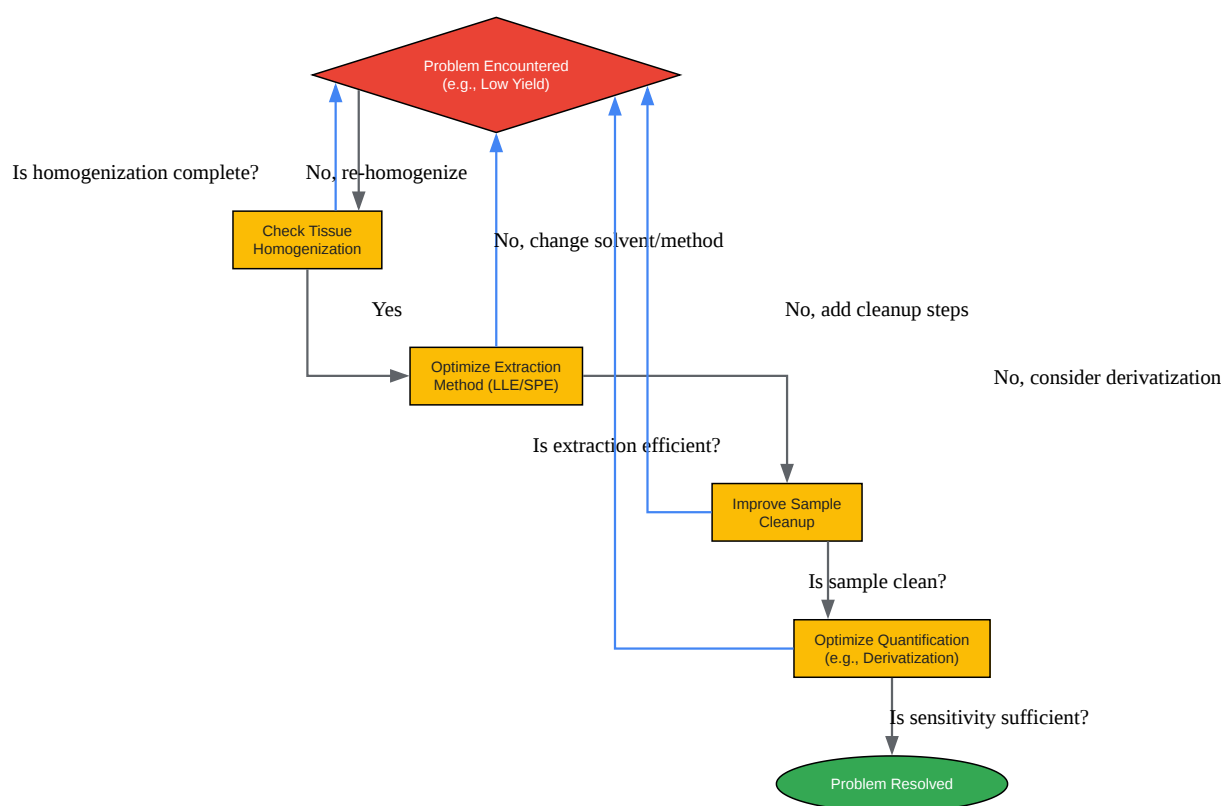 Problem Encountered
(e.g., Low Yield)
Is homogenization complete?
No, re-homogenize
Check Tissue
Homogenization
No, change solvent/method
Yes
No, add cleanup steps
Optimize Extraction
Method (LLE/SPE)
No, consider derivatization
Is extraction efficient?
Improve Sample
Cleanup
Is sample clean?
Optimize Quantification
(e.g., Derivatization)
Is sensitivity sufficient?
Problem Resolved